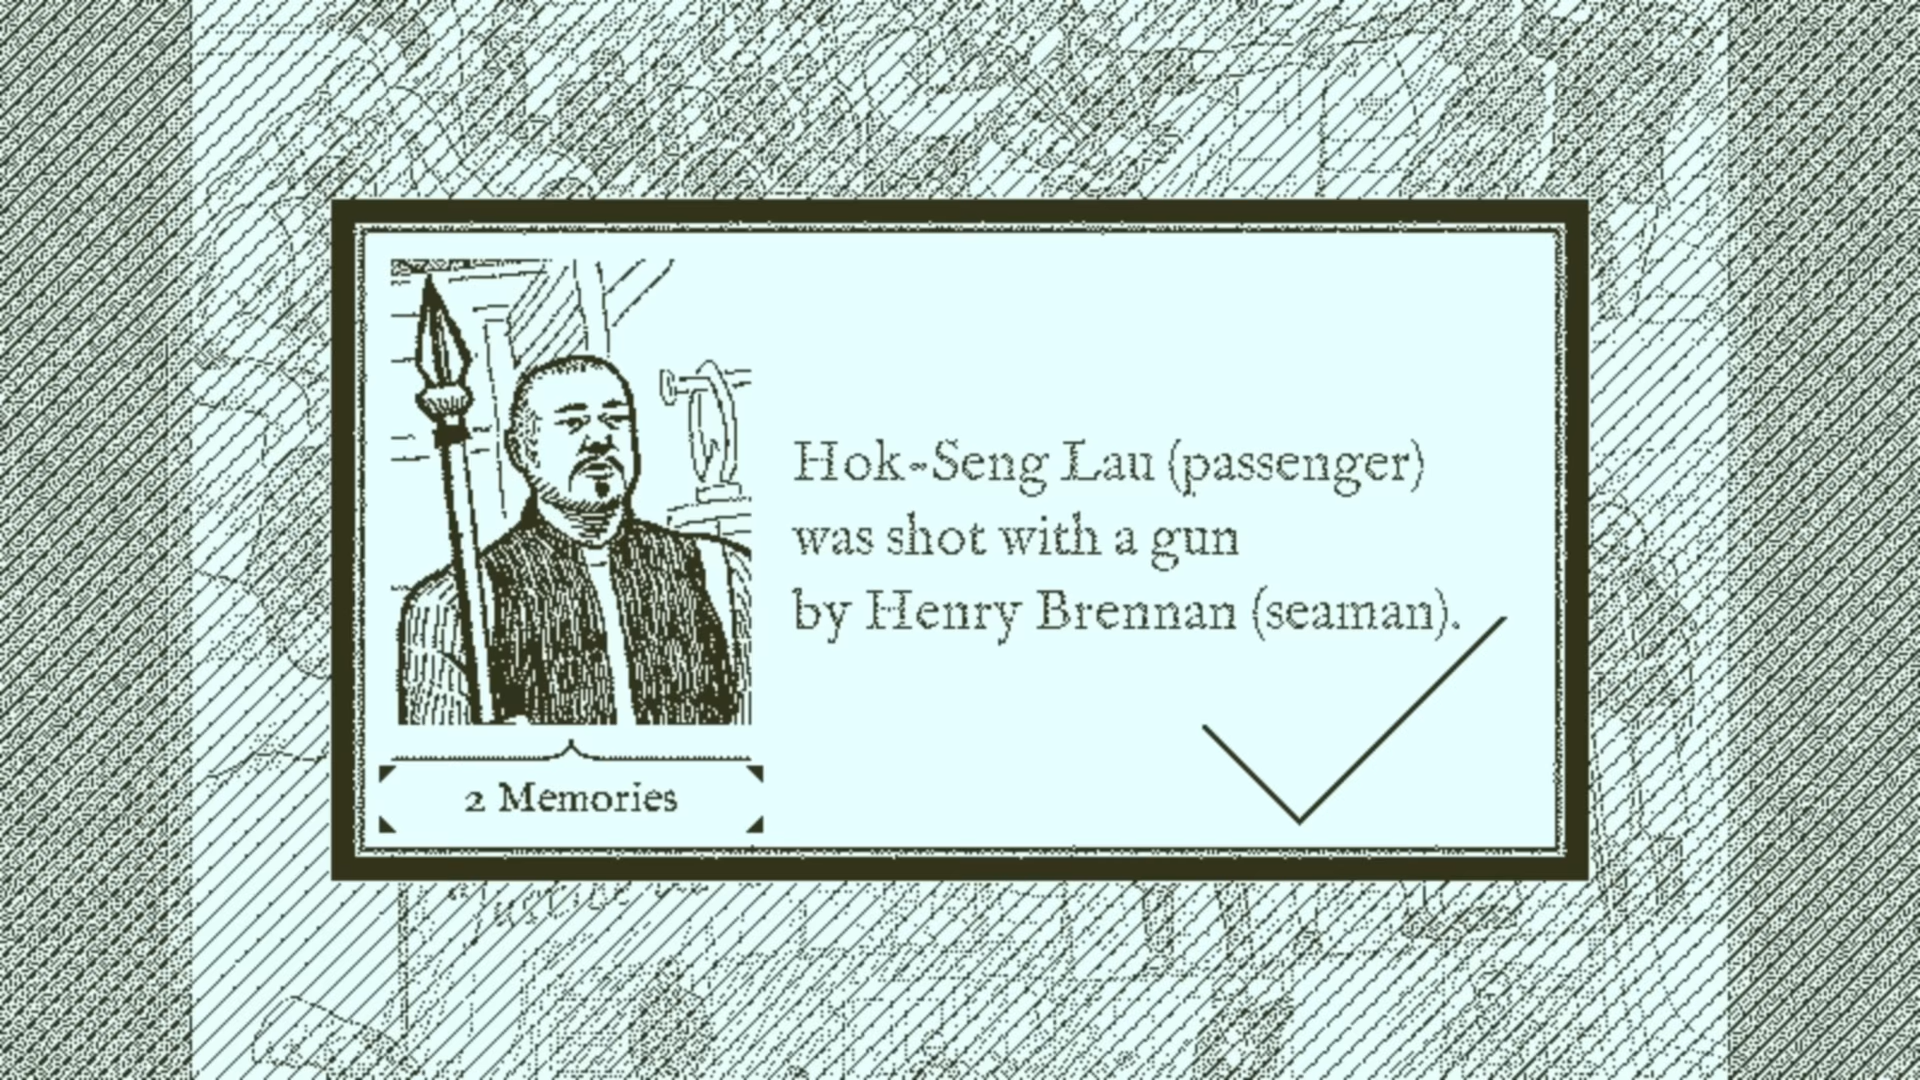 Hok-Seng Lau (passenger)
was shot with a gun
by Henry Brennan (seaman).
2 Memories